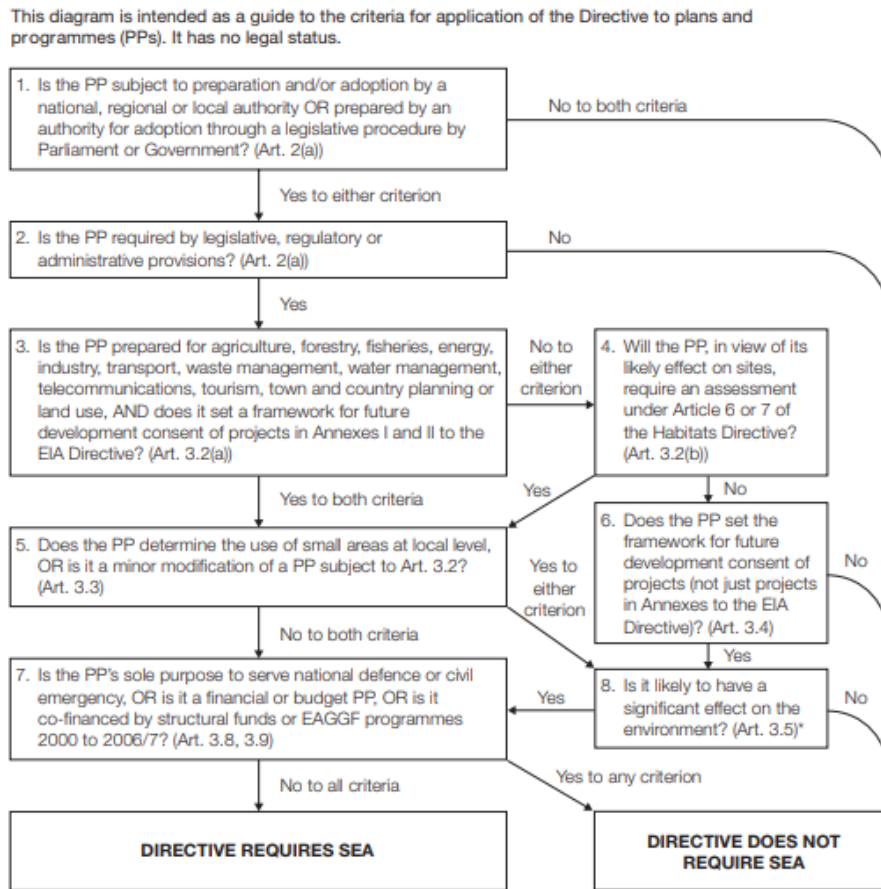 This diagram is intended as a guide to the criteria for application of the Directive to plans and
programmes (PPs). It has no legal status.
1. Is the PP subject to preparation and/or adoption by a
national, regional or local authority OR prepared by an
authority for adoption through a legislative procedure by
Parliament or Government? (Art. 2(a))
No to both criteria
Yes to either criterion
2. Is the PP required by legislative, regulatory or
administrative provisions? (Art. 2(a))
No
Yes
3. Is the PP prepared for agriculture, forestry, fisheries, energy,
industry, transport, waste management, water management,
telecommunications, tourism, town and country planning or
land use, AND does it set a framework for future
development consent of projects in Annexes I and II to the
EIA Directive? (Art. 3.2(a))
No to
either
criterion
4. Will the PP, in view of its
likely effect on sites,
require an assessment
under Article 6 or 7 of
the Habitats Directive?
(Art. 3.2(b))
Yes to both criteria
Yes
No
5. Does the PP determine the use of small areas at local level,
OR is it a minor modification of a PP subject to Art. 3.2?
(Art. 3.3)
Yes to
either
criterion
6. Does the PP set the
framework for future
development consent of
projects (not just projects
in Annexes to the EIA
Directive)? (Art. 3.4)
No
No to both criteria
Yes
7. Is the PP's sole purpose to serve national defence or civil
emergency, OR is it a financial or budget PP, OR is it
co-financed by structural funds or EAGGF programmes
2000 to 2006/7? (Art. 3.8, 3.9)
Yes
8. Is it likely to have a
significant effect on the
environment? (Art. 3.5)*
No
No to all criteria
Yes to any criterion
DIRECTIVE REQUIRES SEA
DIRECTIVE DOES NOT
REQUIRE SEA